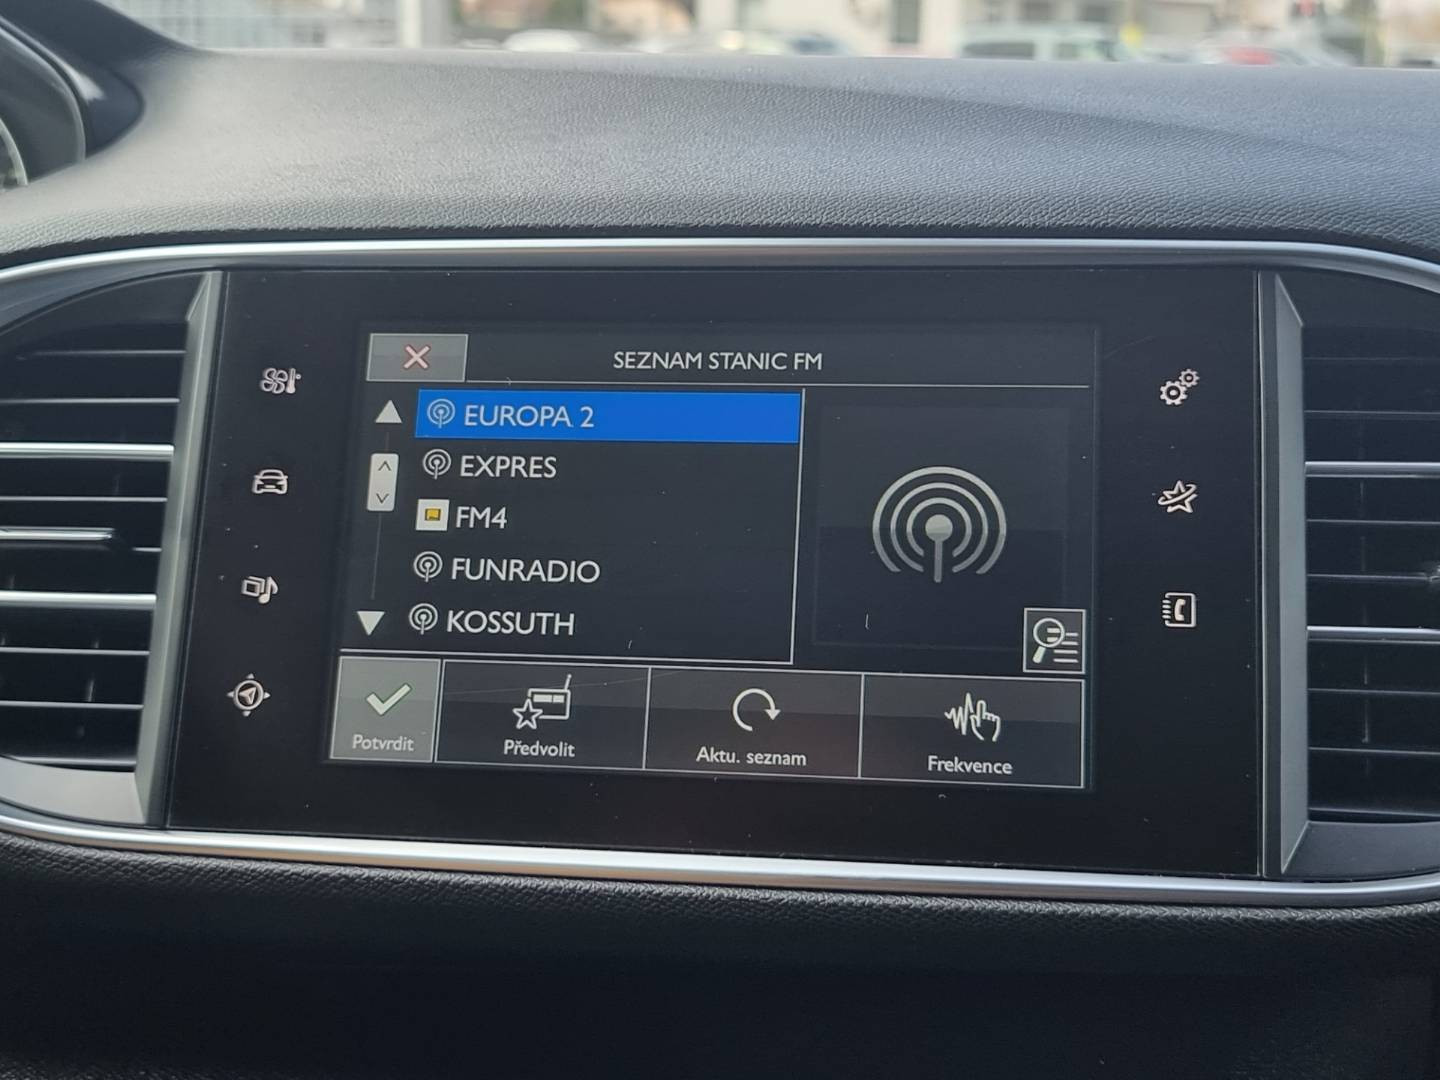 SEZNAM STANIC FM
EUROPA 2
EXPRES
FM4
FUNRADIO
KOSSUTH
Potvrdit
Předvolit
Aktu. seznam
Frekvence